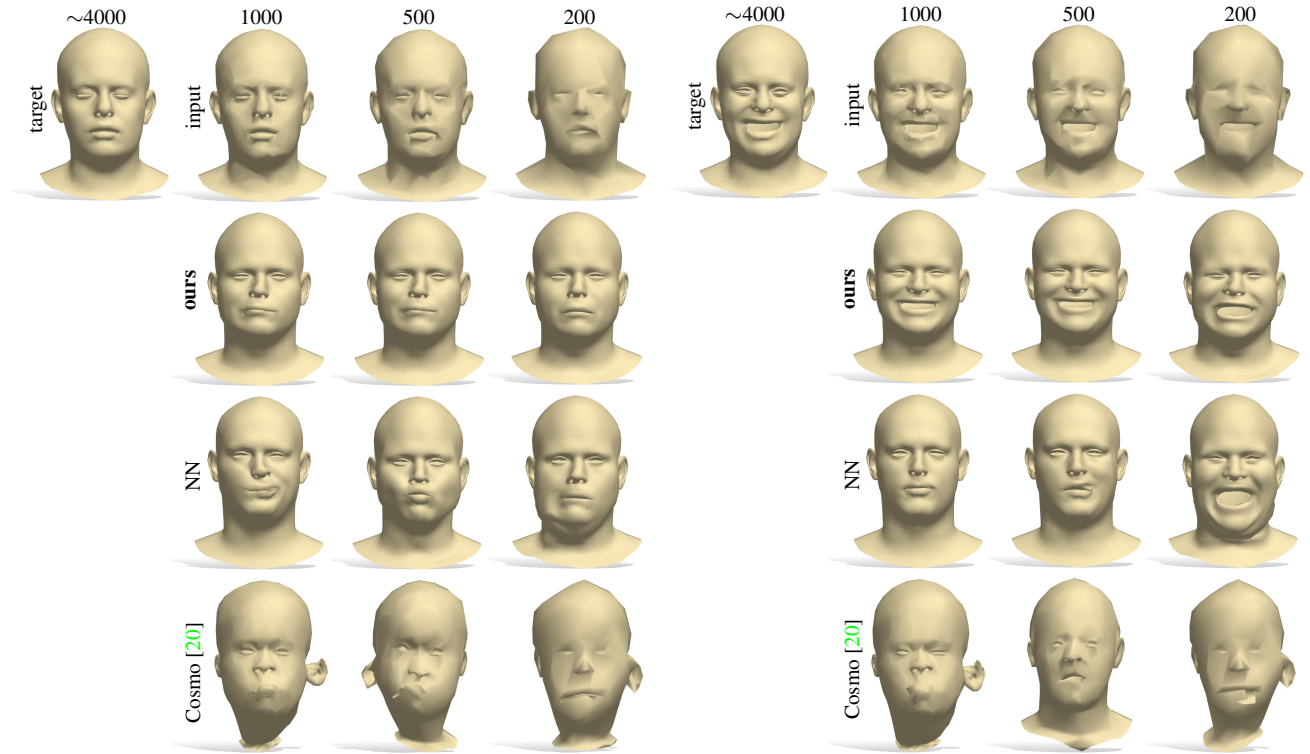 ∼4000 1000 500 200 ∼4000 1000 500 200
target input target input
ours ours
NN NN
Cosmo [20] Cosmo [20]